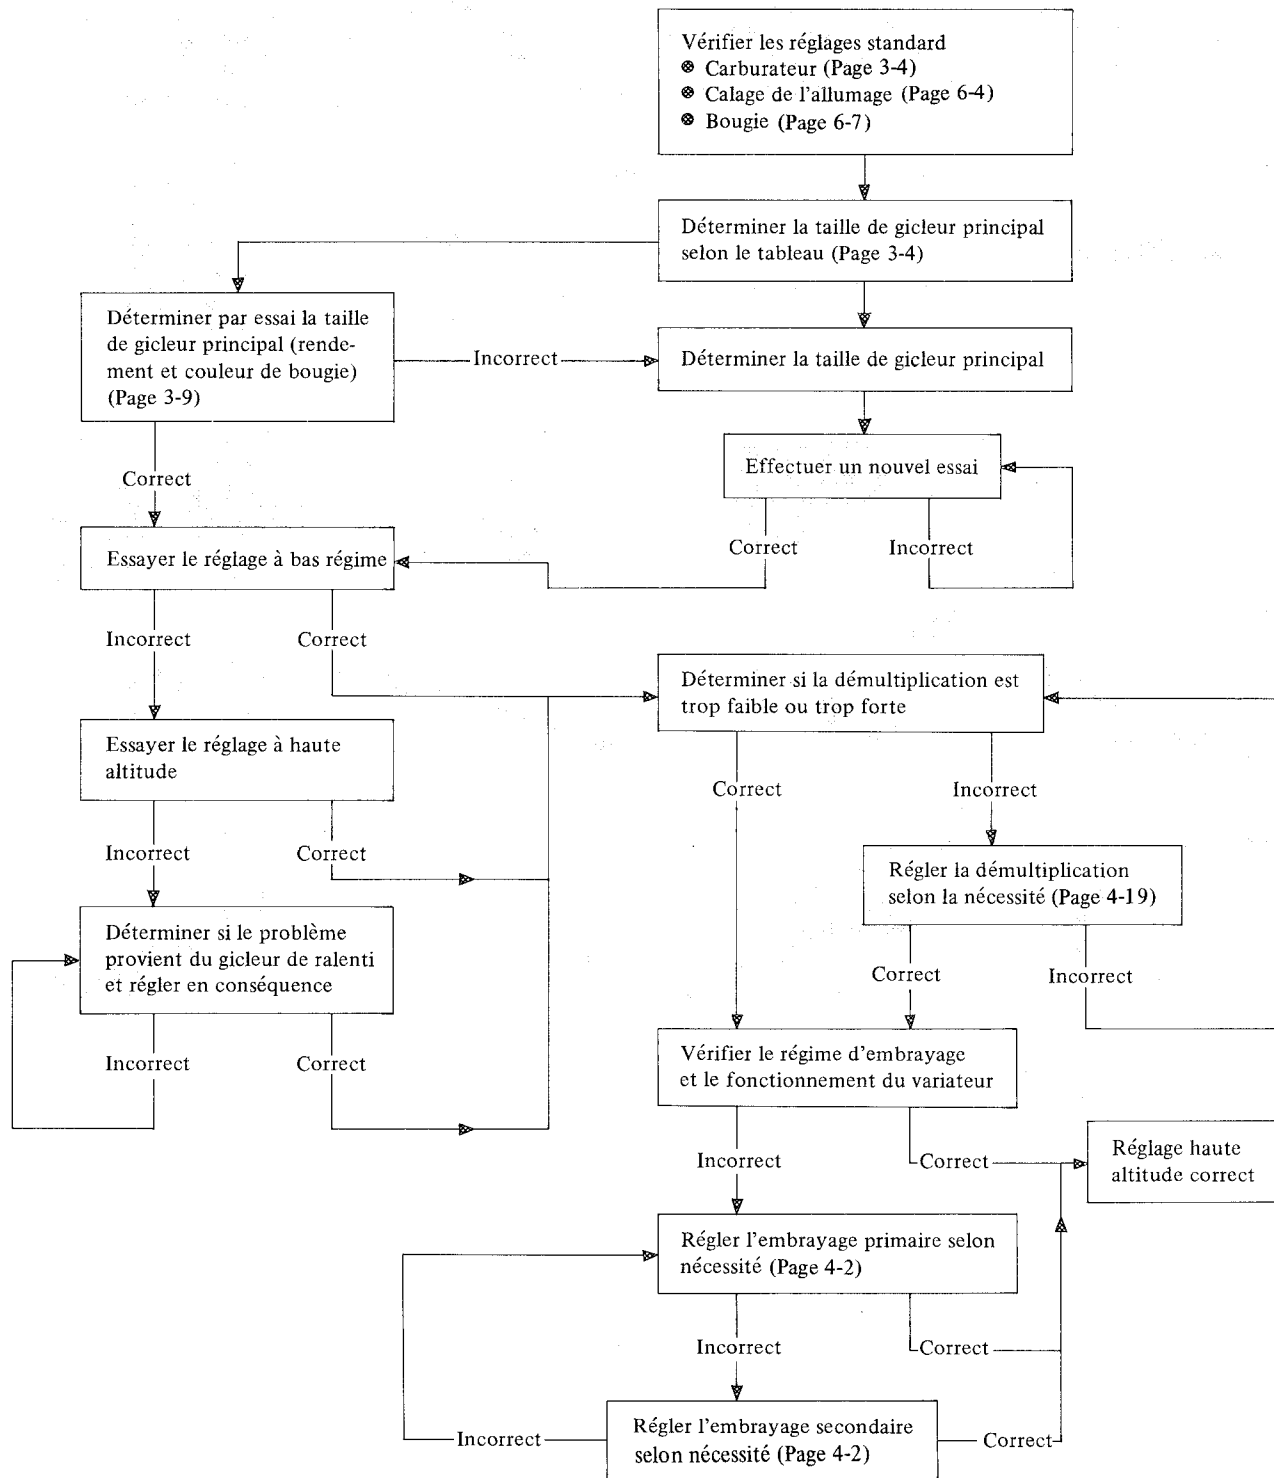 Vérifier les réglages standard
● Carburateur (Page 3-4)
● Calage de l'allumage (Page 6-4)
● Bougie (Page 6-7)
Déterminer la taille de gicleur principal
selon le tableau (Page 3-4)
Déterminer par essai la taille
de gicleur principal (rende-
ment et couleur de bougie)
(Page 3-9)
Incorrect
Déterminer la taille de gicleur principal
Correct
Effectuer un nouvel essai
Correct
Incorrect
Essayer le réglage à bas régime
Incorrect
Correct
Déterminer si la démultiplication est
trop faible ou trop forte
Essayer le réglage à haute
altitude
Correct
Incorrect
Incorrect
Correct
Régler la démultiplication
selon la nécessité (Page 4-19)
Déterminer si le problème
provient du gicleur de ralenti
et régler en conséquence
Correct
Incorrect
Incorrect
Correct
Vérifier le régime d'embrayage
et le fonctionnement du variateur
Incorrect
Correct
Réglage haute
altitude correct
Régler l'embrayage primaire selon
nécessité (Page 4-2)
Incorrect
Correct
Incorrect
Régler l'embrayage secondaire
selon nécessité (Page 4-2)
Correct